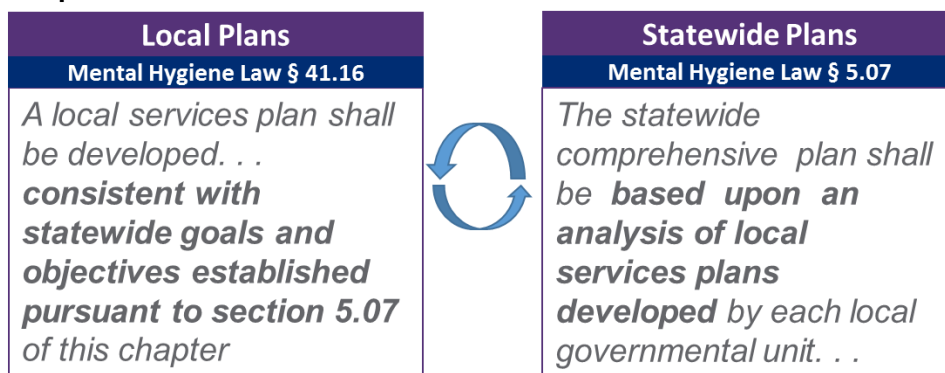 Local Plans
Mental Hygiene Law § 41.16
A local services plan shall
be developed. . .
consistent with
statewide goals and
objectives established
pursuant to section 5.07
of this chapter
Statewide Plans
Mental Hygiene Law § 5.07
The statewide
comprehensive plan shall
be based upon an
analysis of local
services plans
developed by each local
governmental unit. . .